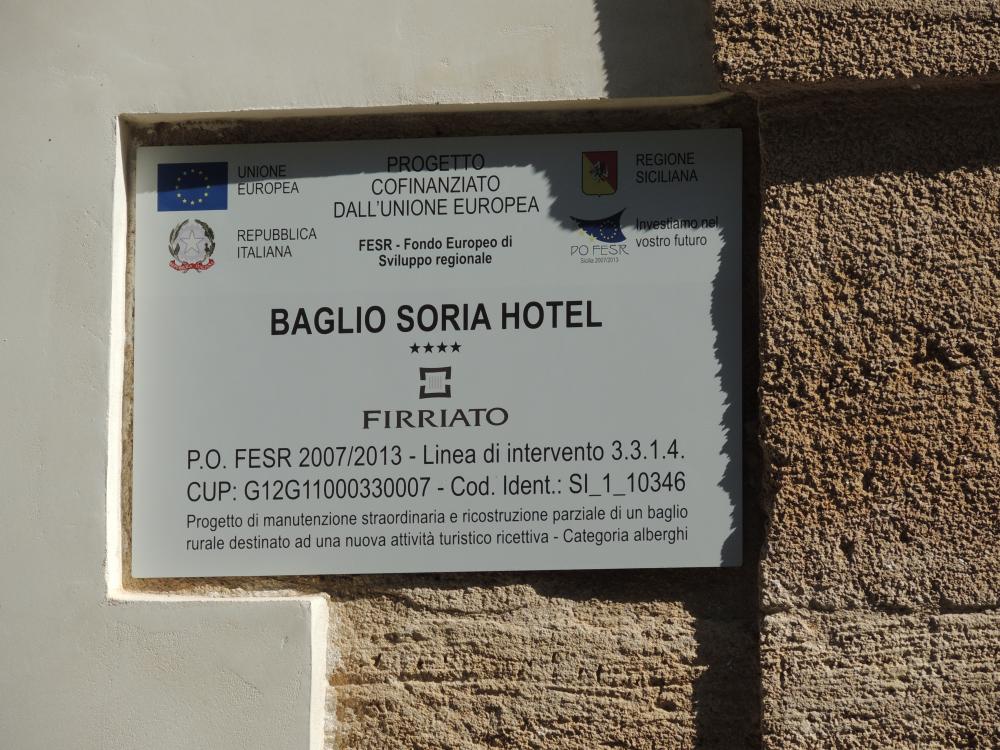 UNIONE
EUROPEA
REPUBBLICA
ITALIANA
PROGETTO
COFINANZIATO
DALL'UNIONE EUROPEA
FESR - Fondo Europeo di
Sviluppo regionale
REGIONE
SICILIANA
PO FESR
Sicilia 2007/2013
Investiamo nel
vostro futuro
BAGLIO SORIA HOTEL
★★★★
FIRRIATO
P.O. FESR 2007/2013 - Linea di intervento 3.3.1.4.
CUP: G12G11000330007 - Cod. Ident.: SI_1_10346
Progetto di manutenzione straordinaria e ricostruzione parziale di un baglio
rurale destinato ad una nuova attività turistico ricettiva - Categoria alberghi